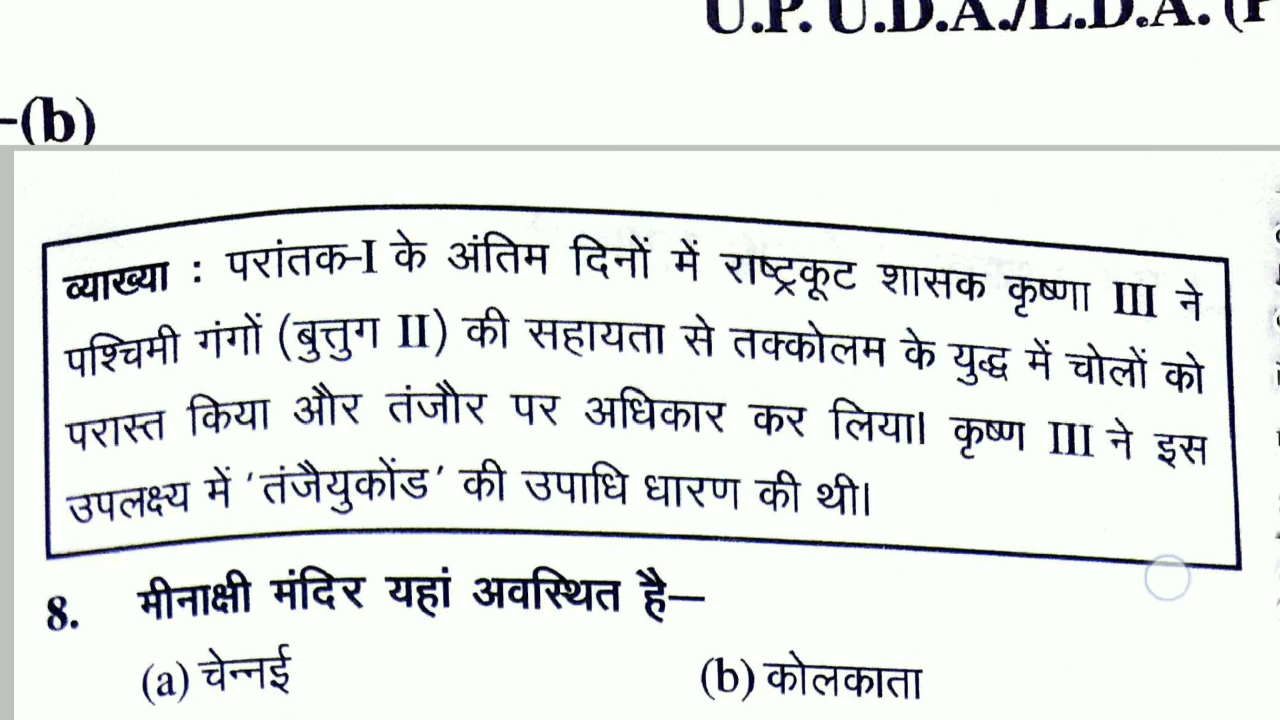 U.P. U.D.A./L.D.A. (P
-(b)
व्याख्या : परांतक-I के अंतिम दिनों में राष्ट्रकूट शासक कृष्णा III ने
पश्चिमी गंगों (बुत्तुग II) की सहायता से तक्कोलम के युद्ध में चोलों को
परास्त किया और तंजौर पर अधिकार कर लिया। कृष्ण III ने इस
उपलक्ष्य में ‘तंजैयुकोंड’ की उपाधि धारण की थी।
8. मीनाक्षी मंदिर यहां अवस्थित है—
(a) चेन्नई (b) कोलकाता